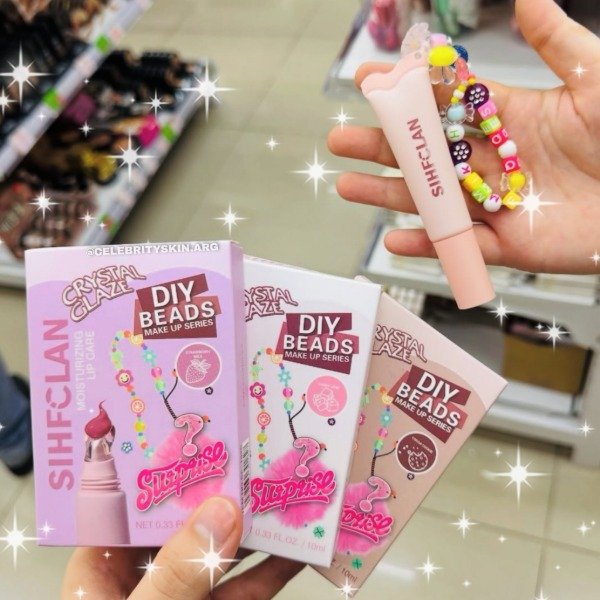 SIHFCLAN
@CELEBRITYSKIN.ARG
CRYSTAL
GLAZE
DIY
BEADS
MAKE UP SERIES
SIHFCLAN
MOISTURIZING
LIP CARE
?
Surprise
NET 0.33 FL
CRYSTAL
GLAZE
DIY
BEADS
MAKE UP SERIES
?
Surprise
0.33 FL OZ. / 10ml
CRYSTAL
GLAZE
DIY
BEADS
MAKE UP SERIES
?
Surprise
/ 10ml